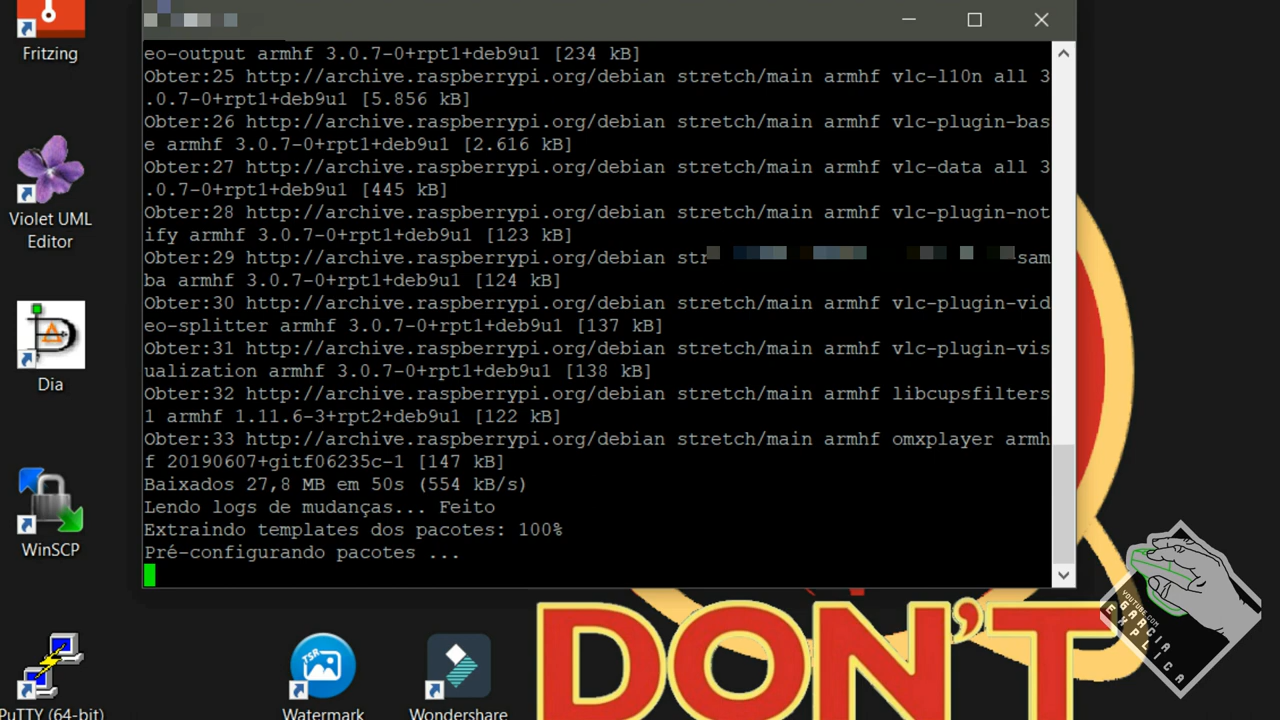 Fritzing
Violet UML
Editor
Dia
WinSCP
PuTTY (64-bit)
TSR
Watermark
Wondershare
eo-output armhf 3.0.7-0+rpt1+deb9u1 [234 kB]
Obter:25 http://archive.raspberrypi.org/debian stretch/main armhf vlc-l10n all 3
.0.7-0+rpt1+deb9u1 [5.856 kB]
Obter:26 http://archive.raspberrypi.org/debian stretch/main armhf vlc-plugin-bas
e armhf 3.0.7-0+rpt1+deb9u1 [2.616 kB]
Obter:27 http://archive.raspberrypi.org/debian stretch/main armhf vlc-data all 3
.0.7-0+rpt1+deb9u1 [445 kB]
Obter:28 http://archive.raspberrypi.org/debian stretch/main armhf vlc-plugin-not
ify armhf 3.0.7-0+rpt1+deb9u1 [123 kB]
Obter:29 http://archive.raspberrypi.org/debian str sam
ba armhf 3.0.7-0+rpt1+deb9u1 [124 kB]
Obter:30 http://archive.raspberrypi.org/debian stretch/main armhf vlc-plugin-vid
eo-splitter armhf 3.0.7-0+rpt1+deb9u1 [137 kB]
Obter:31 http://archive.raspberrypi.org/debian stretch/main armhf vlc-plugin-vis
ualization armhf 3.0.7-0+rpt1+deb9u1 [138 kB]
Obter:32 http://archive.raspberrypi.org/debian stretch/main armhf libcupsfilters
1 armhf 1.11.6-3+rpt2+deb9u1 [122 kB]
Obter:33 http://archive.raspberrypi.org/debian stretch/main armhf omxplayer armh
f 20190607+gitf06235c-1 [147 kB]
Baixados 27,8 MB em 50s (554 kB/s)
Lendo logs de mudanças... Feito
Extraindo templates dos pacotes: 100%
Pré-configurando pacotes ...
DON'T
YOUTUBE.COM
GARCIA
EXPLICA